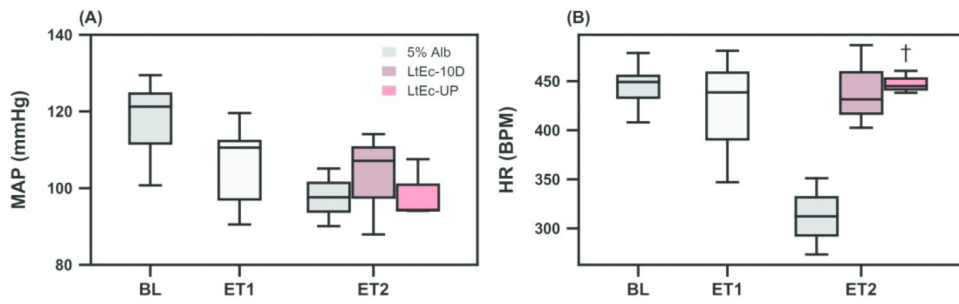 (A)
MAP (mmHg)
140
120
100
80
5% Alb
LtEc-10D
LtEc-UP
BL
ET1
ET2
(B)
HR (BPM)
450
400
350
300
†
BL
ET1
ET2